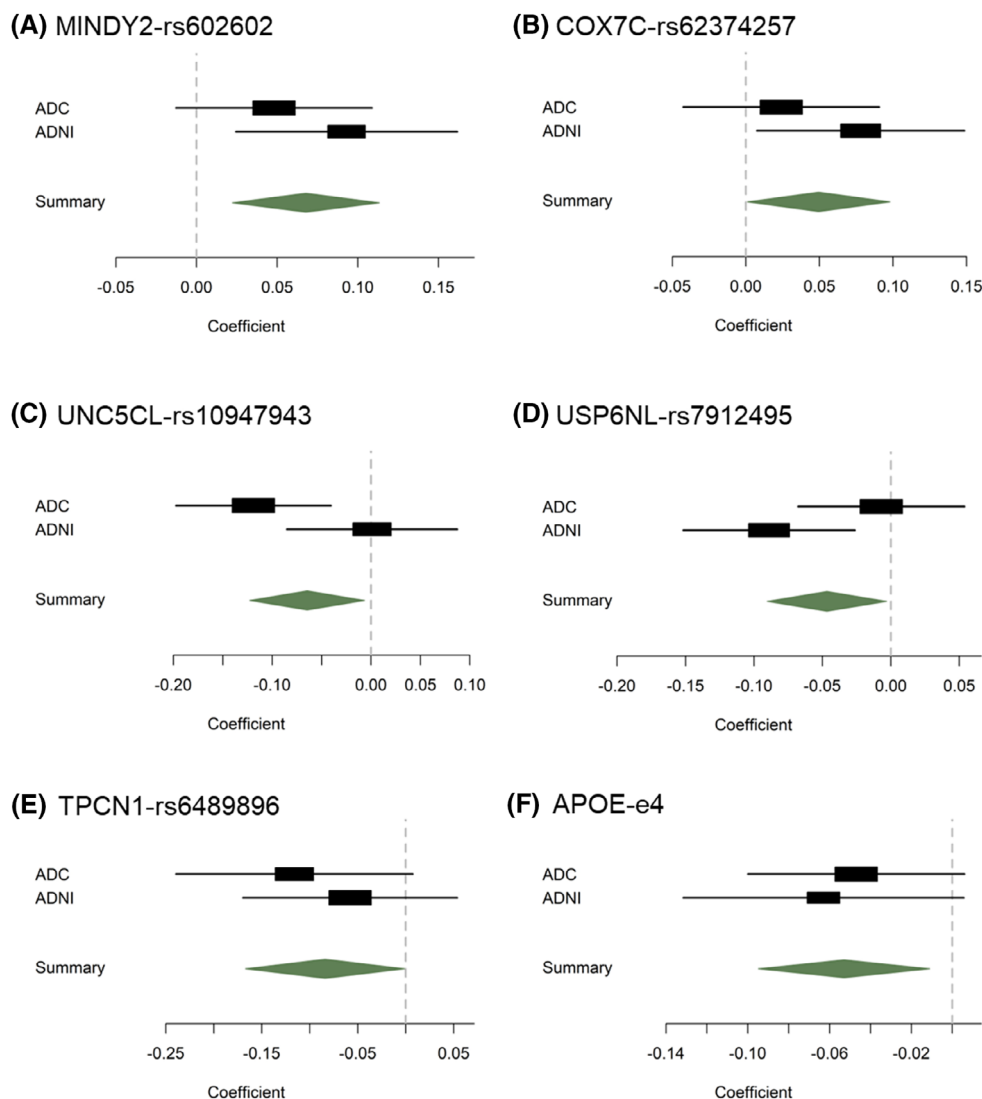 (A) MINDY2-rs602602
ADC
ADNI
Summary
-0.05 0.00 0.05 0.10 0.15
Coefficient
(B) COX7C-rs62374257
ADC
ADNI
Summary
-0.05 0.00 0.05 0.10 0.15
Coefficient
(C) UNC5CL-rs10947943
ADC
ADNI
Summary
-0.20 -0.10 0.00 0.05 0.10
Coefficient
(D) USP6NL-rs7912495
ADC
ADNI
Summary
-0.20 -0.15 -0.10 -0.05 0.00 0.05
Coefficient
(E) TPCN1-rs6489896
ADC
ADNI
Summary
-0.25 -0.15 -0.05 0.05
Coefficient
(F) APOE-e4
ADC
ADNI
Summary
-0.14 -0.10 -0.06 -0.02
Coefficient